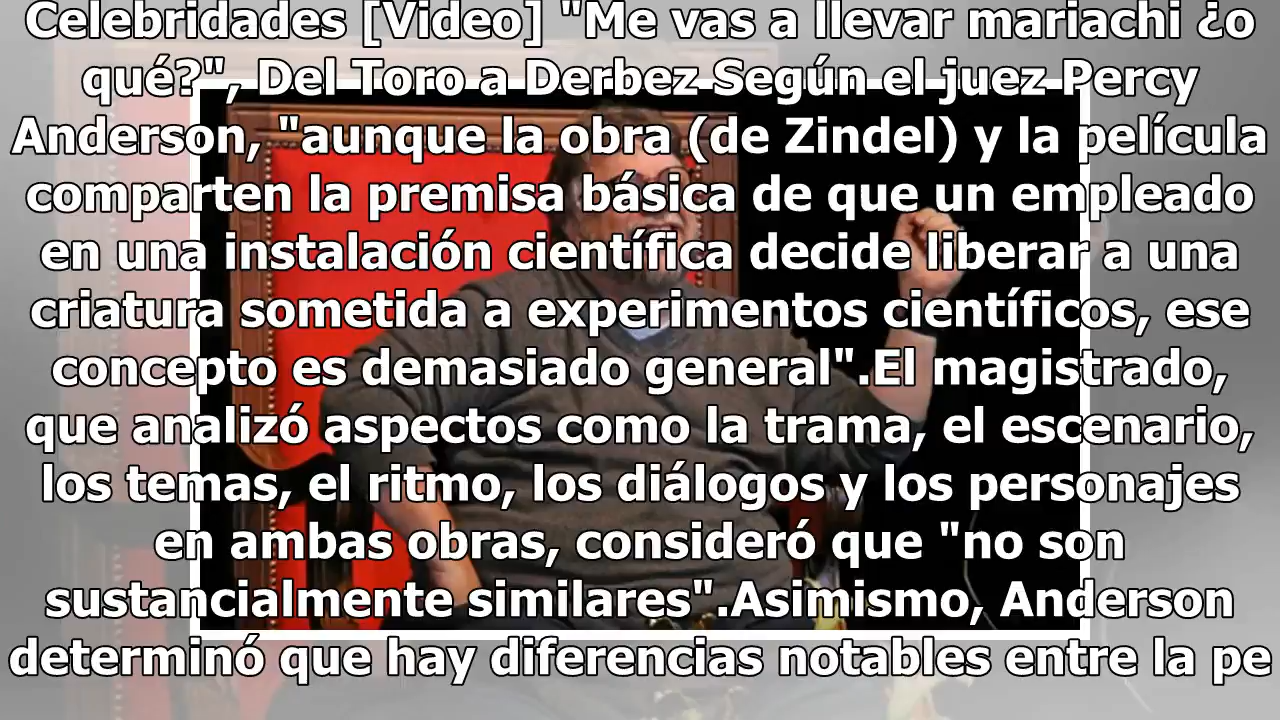 Celebridades [Video] "Me vas a llevar mariachi ¿o
qué?", Del Toro a Derbez Según el juez Percy
Anderson, "aunque la obra (de Zindel) y la película
comparten la premisa básica de que un empleado
en una instalación científica decide liberar a una
criatura sometida a experimentos científicos, ese
concepto es demasiado general".El magistrado,
que analizó aspectos como la trama, el escenario,
los temas, el ritmo, los diálogos y los personajes
en ambas obras, consideró que "no son
sustancialmente similares".Asimismo, Anderson
determinó que hay diferencias notables entre la pe